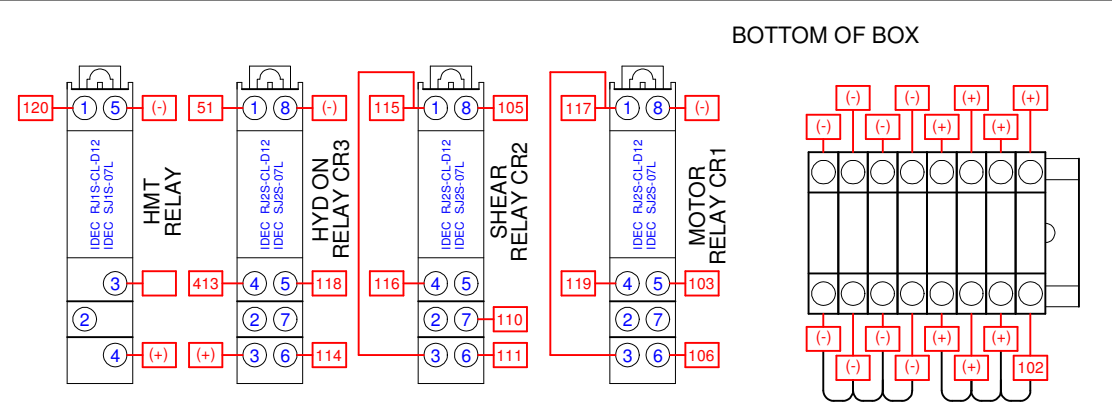 BOTTOM OF BOX
120
1
5
(-)
IDEC RJ1S-CL-D12
IDEC SJ1S-07L
HMT
RELAY
3
2
4
(+)
51
1
8
(-)
IDEC RJ2S-CL-D12
IDEC SJ2S-07L
HYD ON
RELAY CR3
413
4
5
118
2
7
(+)
3
6
114
115
1
8
105
IDEC RJ2S-CL-D12
IDEC SJ2S-07L
SHEAR
RELAY CR2
116
4
5
2
7
110
3
6
111
117
1
8
(-)
IDEC RJ2S-CL-D12
IDEC SJ2S-07L
MOTOR
RELAY CR1
119
4
5
103
2
7
3
6
106
(-) (-) (+) (+)
(-) (-) (+) (+)
(-) (-) (+) (+)
(-) (-) (+) 102